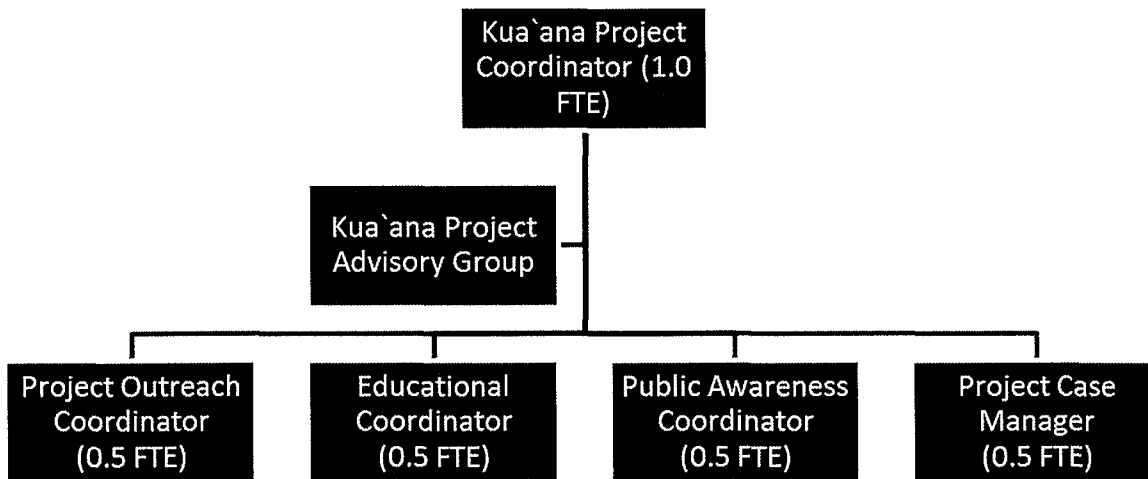 Kua`ana Project
Coordinator (1.0
FTE)
Kua`ana Project
Advisory Group
Project Outreach
Coordinator
(0.5 FTE)
Educational
Coordinator
(0.5 FTE)
Public Awareness
Coordinator
(0.5 FTE)
Project Case
Manager
(0.5 FTE)